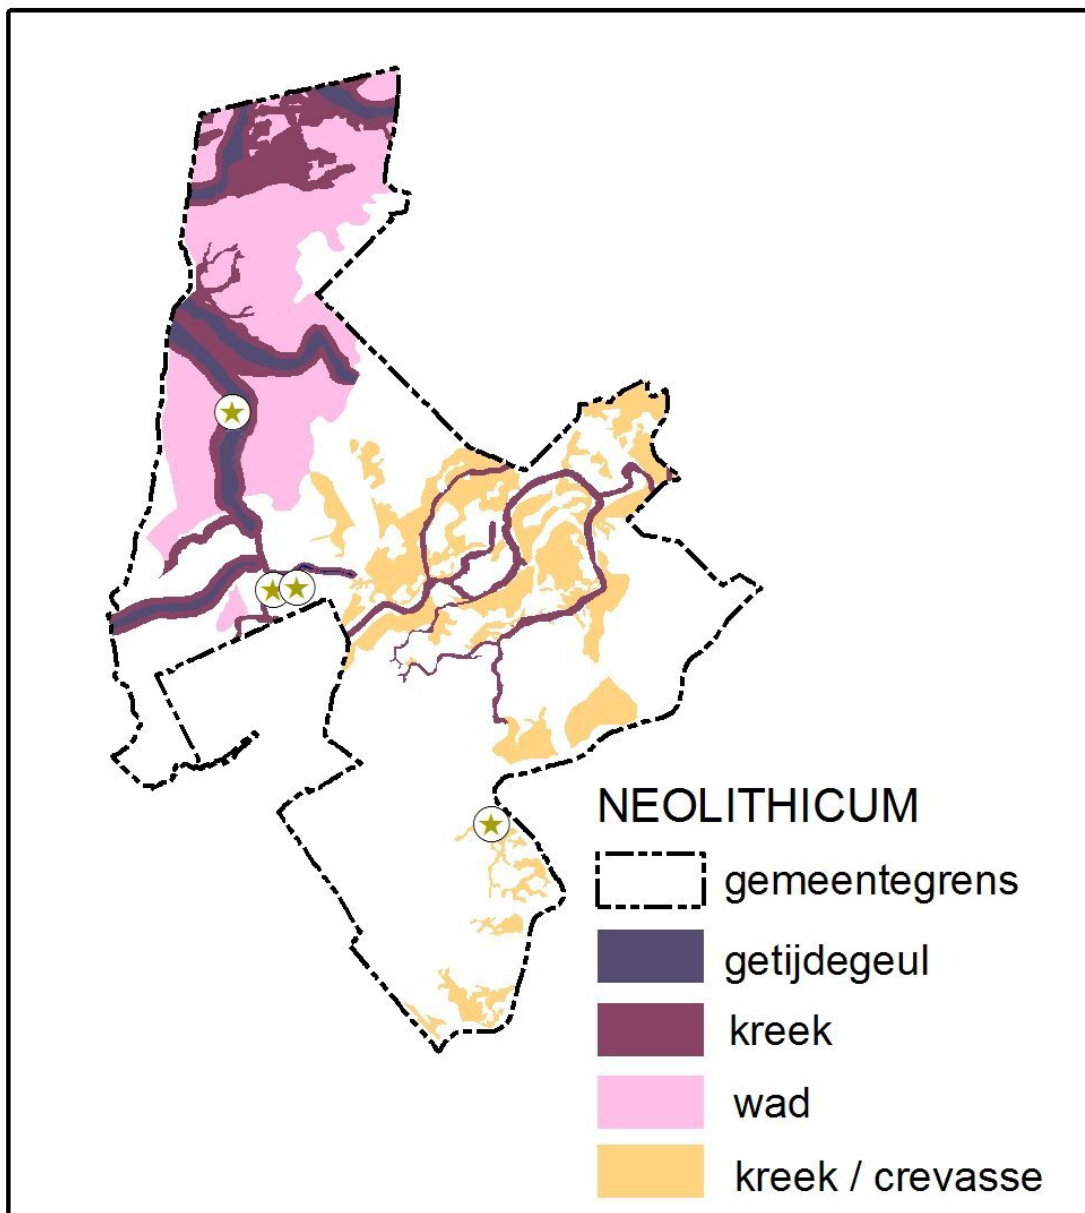 NEOLITHICUM
gemeentegrens
getijdegeul
kreek
wad
kreek / crevasse